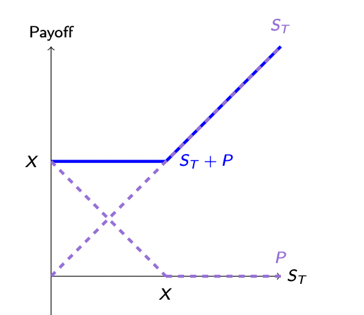 S_T
Payoff
X
S_T + P
P
S_T
X